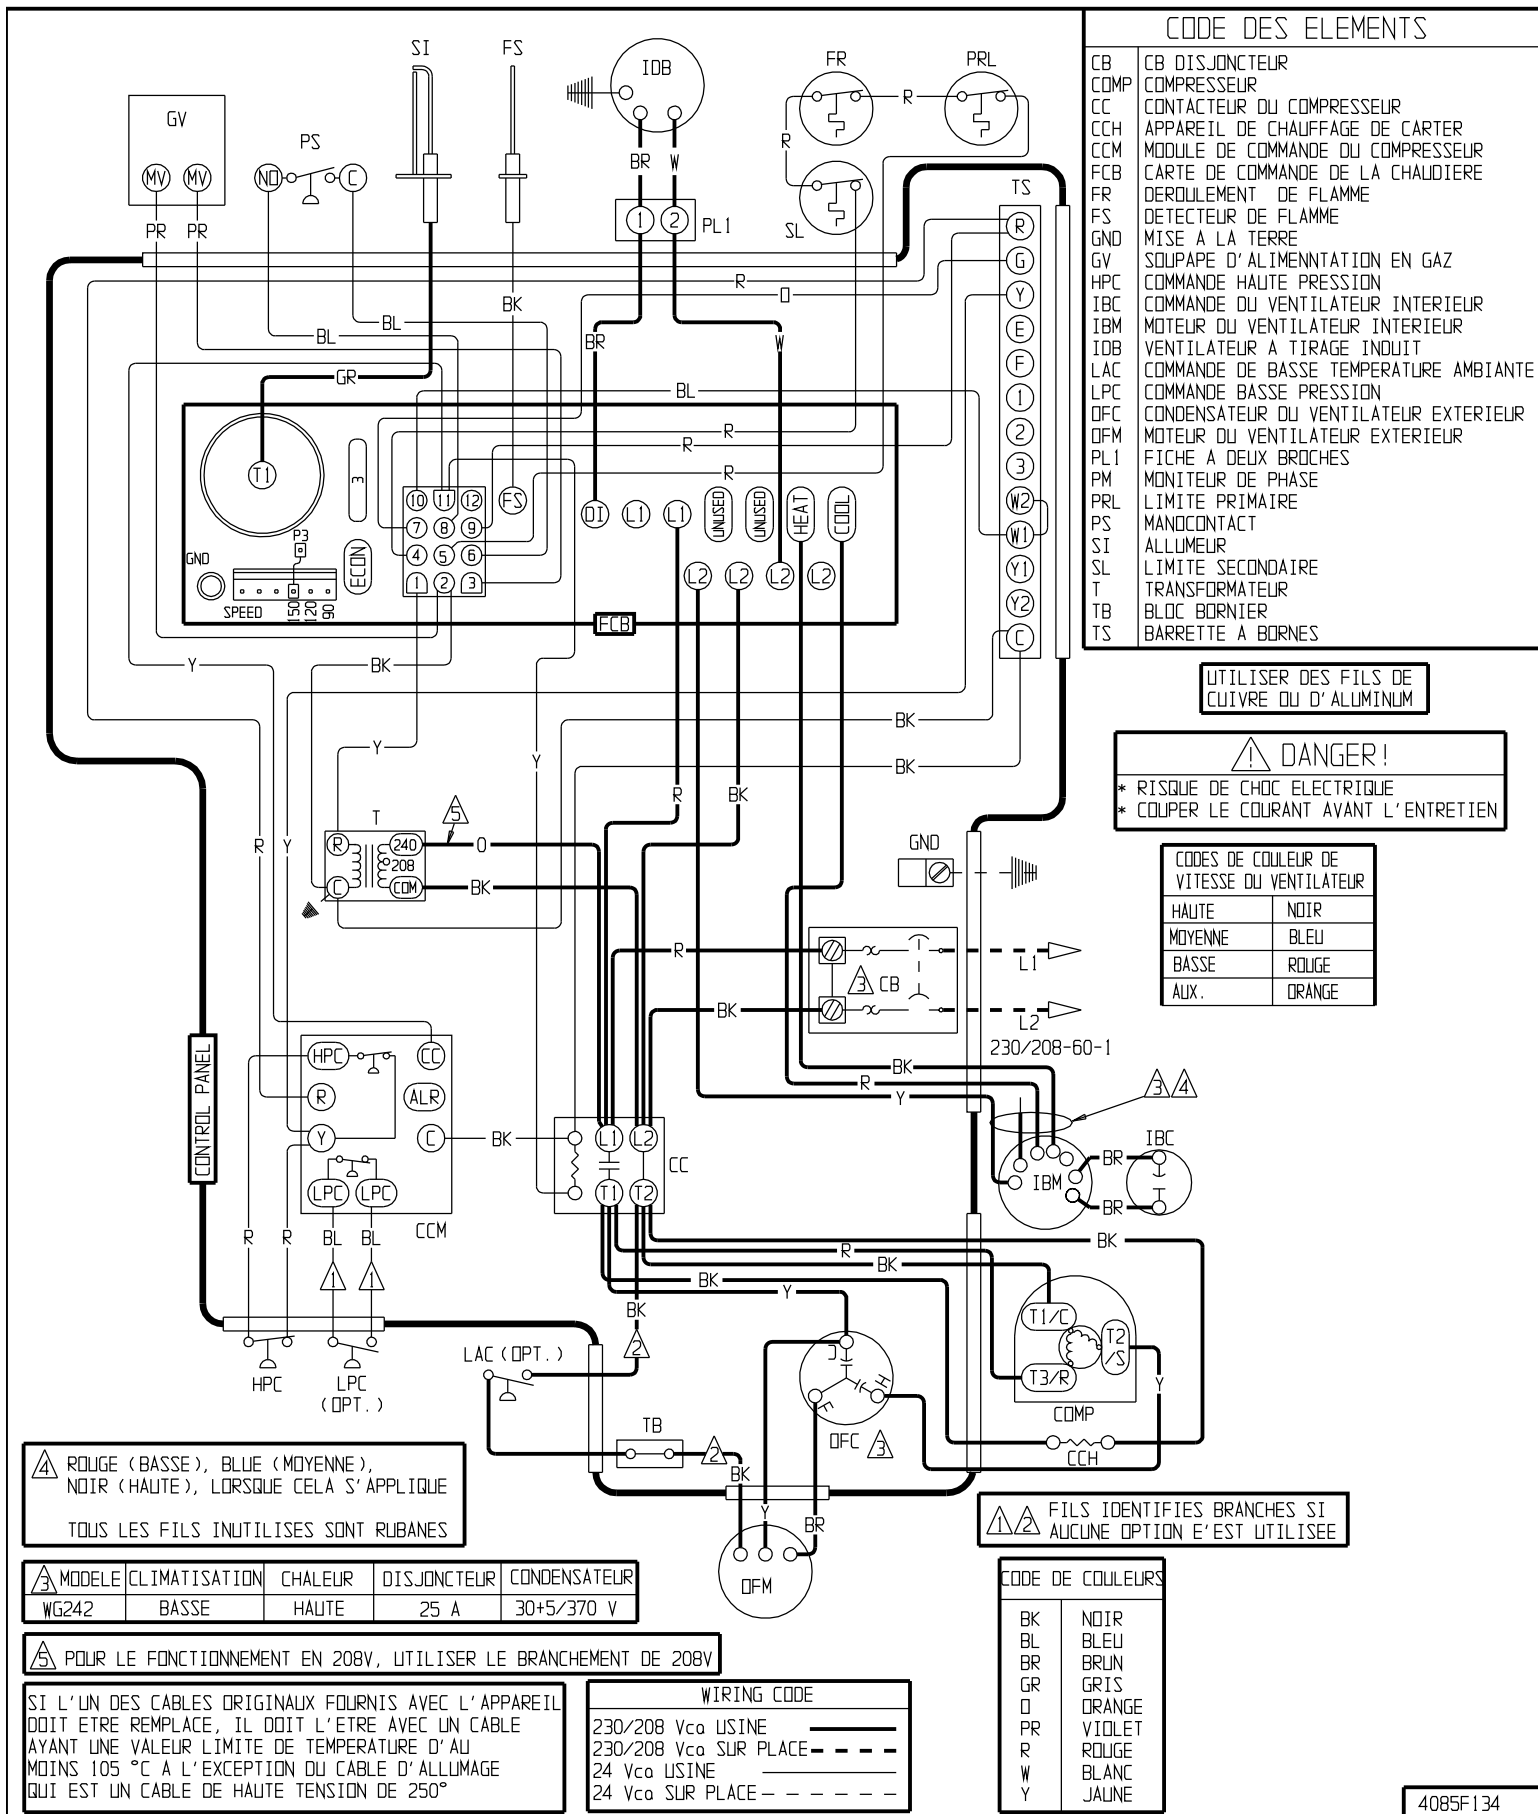 CODE DES ELEMENTS
CB CB DISJONCTEUR
COMP COMPRESSEUR
CC CONTACTEUR DU COMPRESSEUR
CCH APPAREIL DE CHAUFFAGE DE CARTER
CCM MODULE DE COMMANDE DU COMPRESSEUR
FCB CARTE DE COMMANDE DE LA CHAUDIERE
FR DEROULEMENT DE FLAMME
FS DETECTEUR DE FLAMME
GND MISE A LA TERRE
GV SOUPAPE D'ALIMENNTATION EN GAZ
HPC COMMANDE HAUTE PRESSION
IBC COMMANDE DU VENTILATEUR INTERIEUR
IBM MOTEUR DU VENTILATEUR INTERIEUR
IDB VENTILATEUR A TIRAGE INDUIT
LAC COMMANDE DE BASSE TEMPERATURE AMBIANTE
LPC COMMANDE BASSE PRESSION
OFC CONDENSATEUR DU VENTILATEUR EXTERIEUR
OFM MOTEUR DU VENTILATEUR EXTERIEUR
PL1 FICHE A DEUX BROCHES
PM MONITEUR DE PHASE
PRL LIMITE PRIMAIRE
PS MANOCONTACT
SI ALLUMEUR
SL LIMITE SECONDAIRE
T TRANSFORMATEUR
TB BLOC BORNIER
TS BARRETTE A BORNES
UTILISER DES FILS DE
CUIVRE OU D'ALUMINUM
! DANGER!
* RISQUE DE CHOC ELECTRIQUE
* COUPER LE COURANT AVANT L'ENTRETIEN
CODES DE COULEUR DE
VITESSE DU VENTILATEUR
HAUTE NOIR
MOYENNE BLEU
BASSE ROUGE
AUX. ORANGE
SI FS IDB FR PRL
GV PS R
MV MV NO C BR W R
PR PR 1 2 PL1 SL TS
R
G
Y
E
F
1
2
3
W2
W1
Y1
Y2
C
R
O
BK
BL
BL
BR W
GR
BL
R
R
R
T1 3
10 11 12 FS
7 8 9
4 5 6
1 2 3
DI L1 L1 UNUSED UNUSED HEAT COOL
L2 L2 L2 L2
GND P3 ECON
SPEED 150 120 90
FCB
Y BK
BK
Y Y BK
R BK
T 5
R 240 O
208
C COM BK
R Y
GND
R L1
3 CB
BK L2
230/208-60-1
BK
R
Y
3 4
CONTROL PANEL
HPC CC
R ALR
Y C BK
LPC LPC
CCM
L1 L2
T1 T2
CC
IBM BR BR IBC
R R BL BL
1 1
BK
R
BK
BK
Y
BK
2
HPC LPC
(OPT.)
LAC (OPT.)
TB 2
BK Y BR
C H F
OFC 3
OFM
T1/C
T2/S
T3/R
COMP
Y
CCH
4 ROUGE (BASSE), BLUE (MOYENNE),
NOIR (HAUTE), LORSQUE CELA S'APPLIQUE
TOUS LES FILS INUTILISES SONT RUBANES
1 2 FILS IDENTIFIES BRANCHES SI
AUCUNE OPTION E'EST UTILISEE
3 MODELE CLIMATISATION CHALEUR DISJONCTEUR CONDENSATEUR
WG242 BASSE HAUTE 25 A 30+5/370 V
5 POUR LE FONCTIONNEMENT EN 208V, UTILISER LE BRANCHEMENT DE 208V
SI L'UN DES CABLES ORIGINAUX FOURNIS AVEC L'APPAREIL
DOIT ETRE REMPLACE, IL DOIT L'ETRE AVEC UN CABLE
AYANT UNE VALEUR LIMITE DE TEMPERATURE D'AU
MOINS 105 °C A L'EXCEPTION DU CABLE D'ALLUMAGE
QUI EST UN CABLE DE HAUTE TENSION DE 250°
WIRING CODE
230/208 Vca USINE
230/208 Vca SUR PLACE
24 Vca USINE
24 Vca SUR PLACE
CODE DE COULEURS
BK NOIR
BL BLEU
BR BRUN
GR GRIS
O ORANGE
PR VIOLET
R ROUGE
W BLANC
Y JAUNE
4085F134